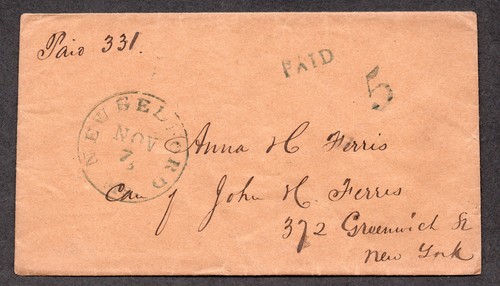 Paid 331.
PAID
5
NEW BEDFORD
NOV
7
Anna H Ferris
Care of John H. Ferris
372 Greenwich St
New York